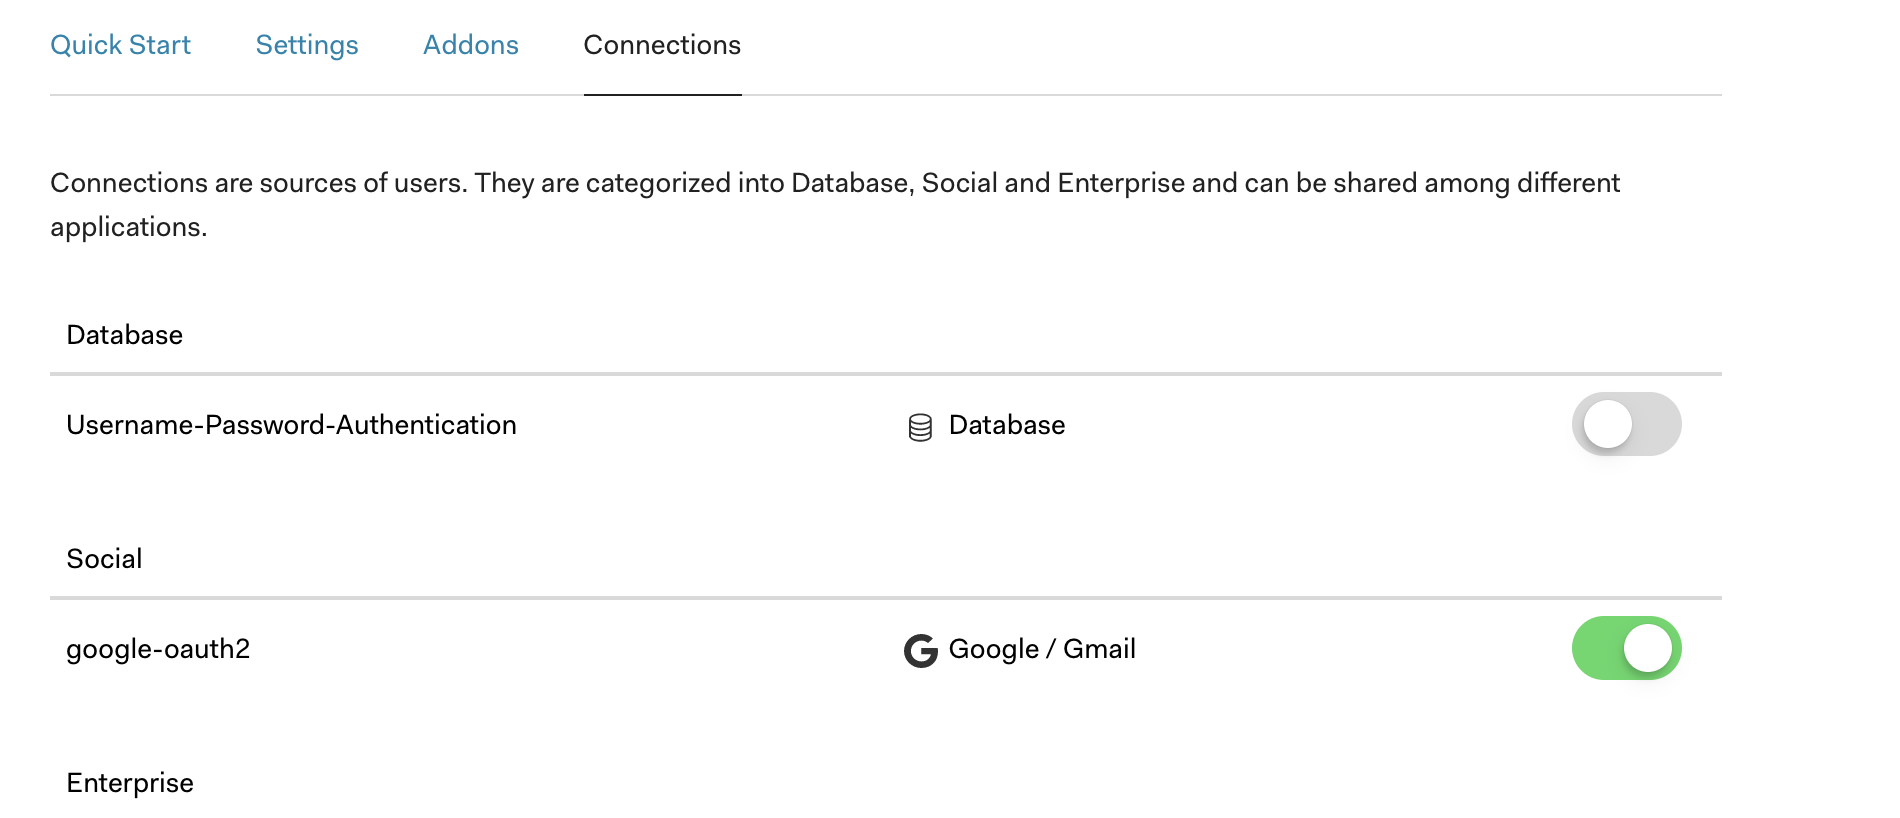 Quick Start Settings Addons Connections
Connections are sources of users. They are categorized into Database, Social and Enterprise and can be shared among different
applications.
Database
Username-Password-Authentication Database
Social
google-oauth2 Google / Gmail
Enterprise